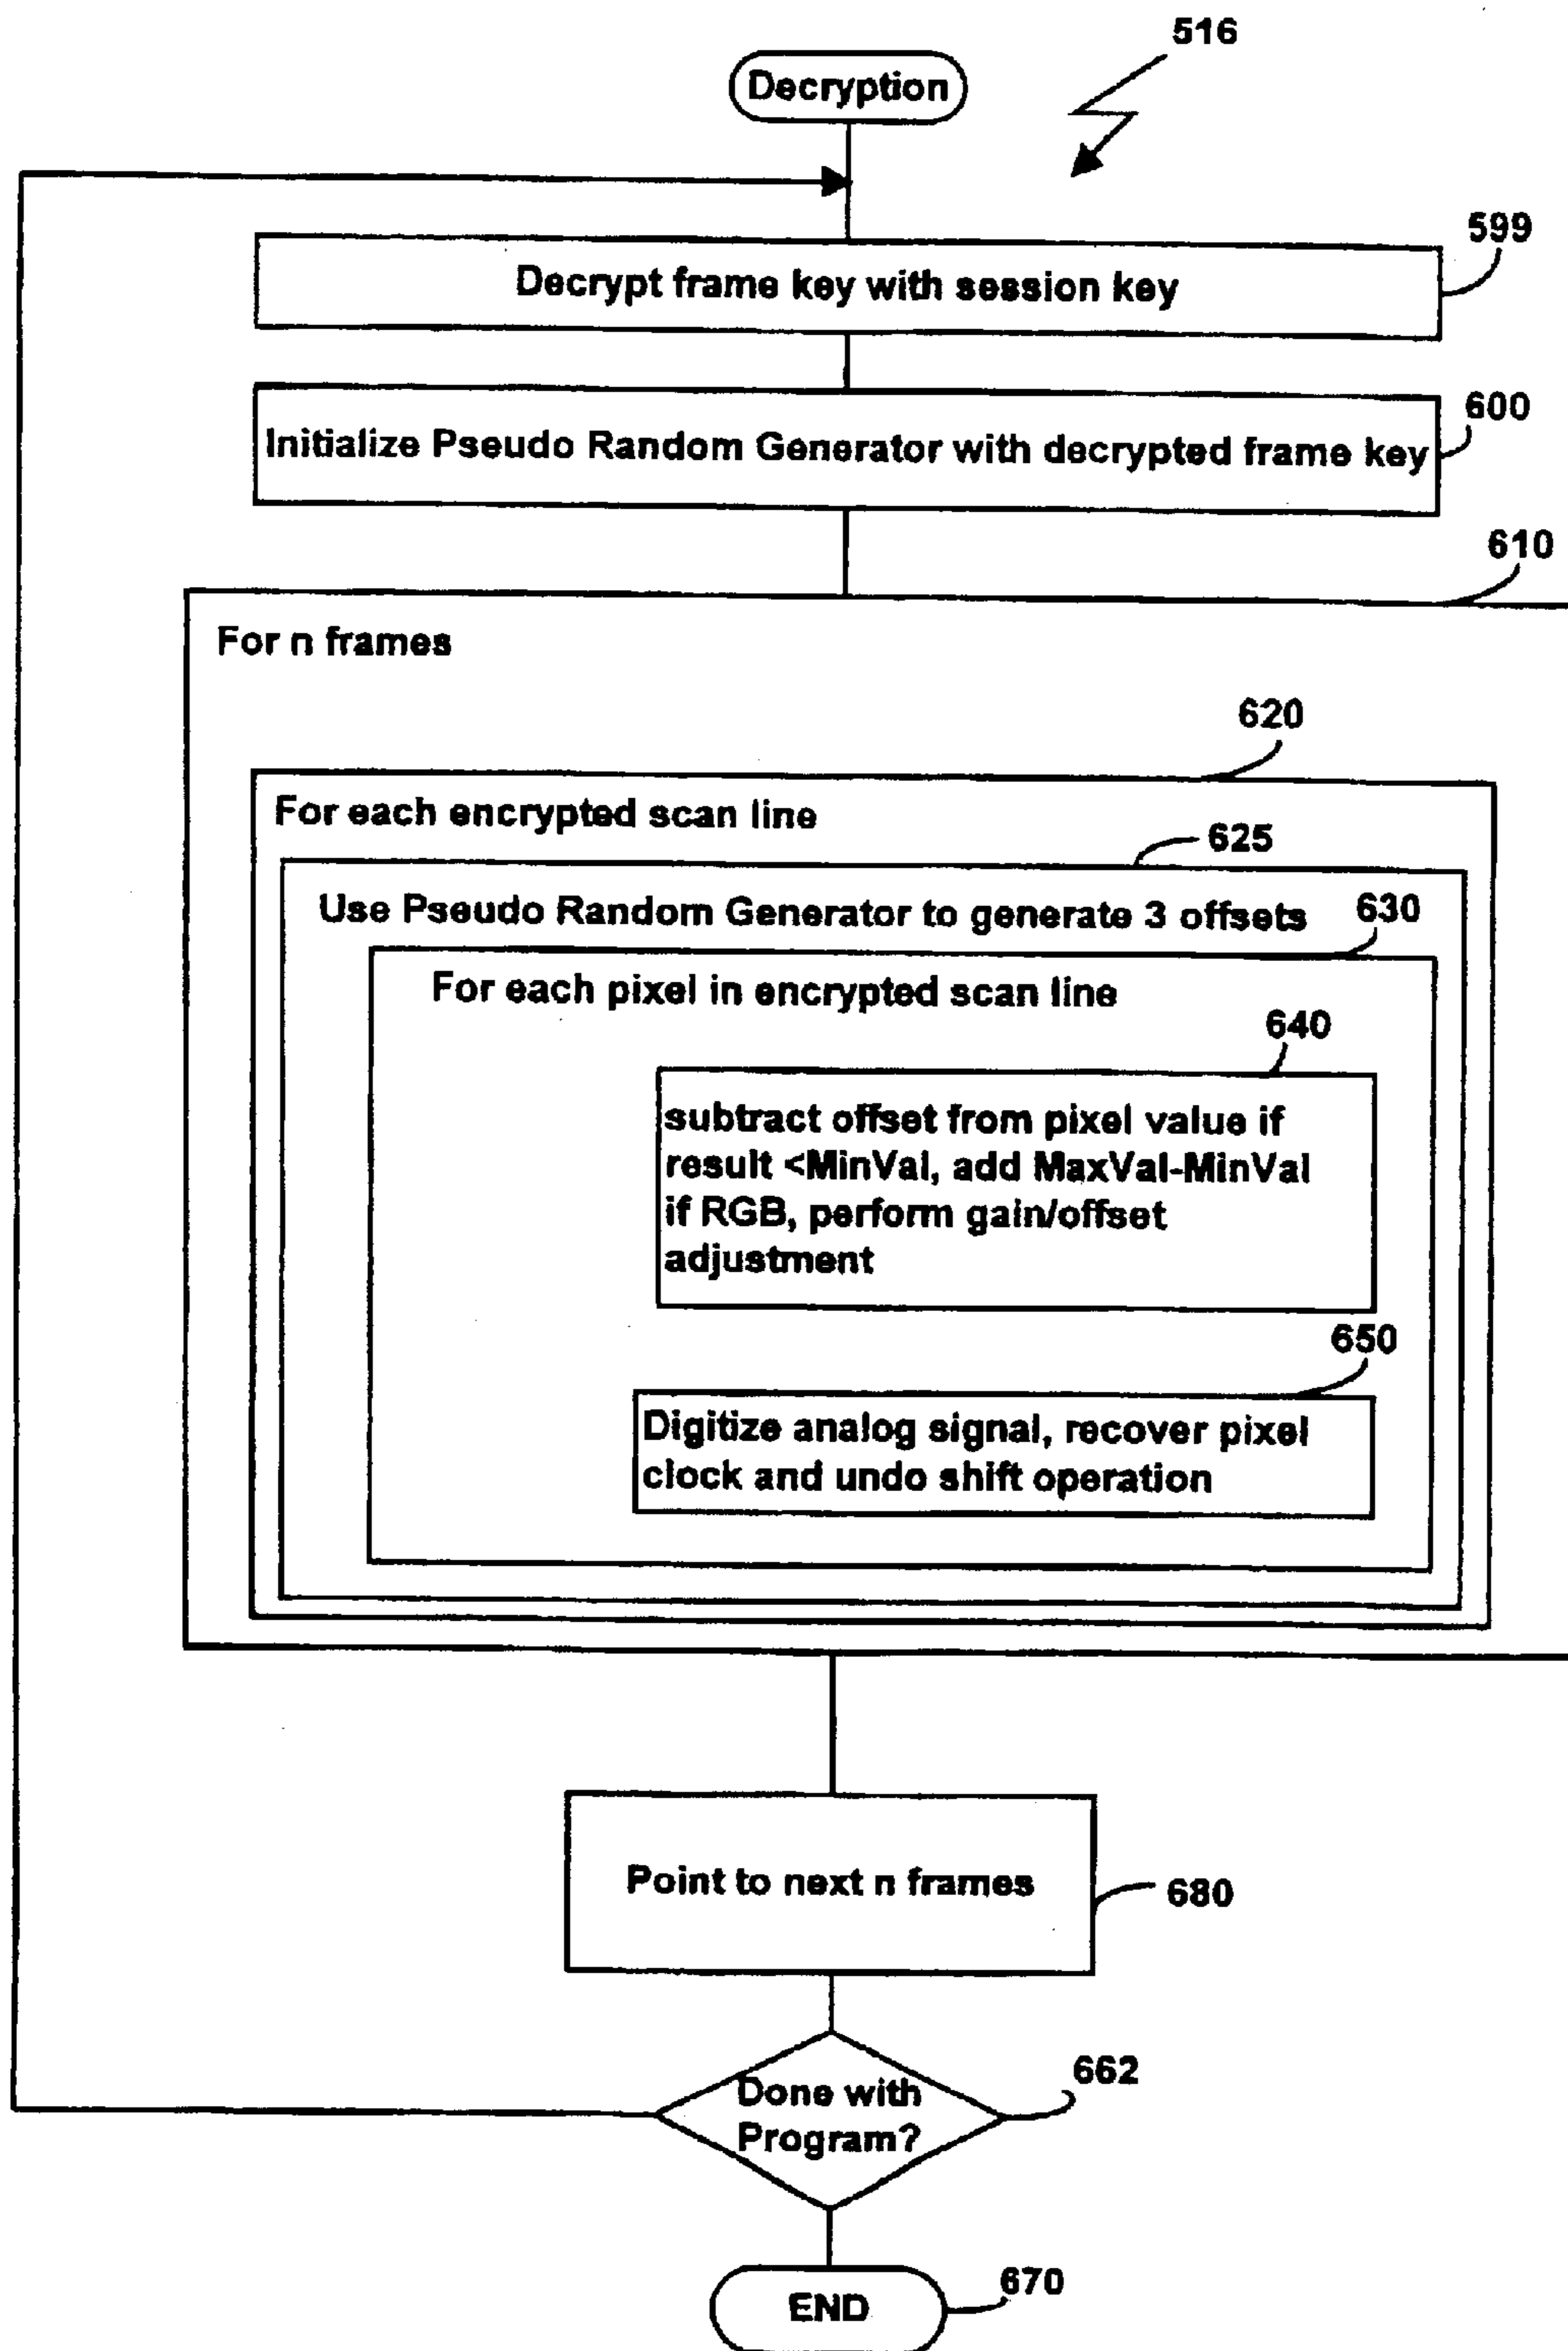 516
Decryption
599
Decrypt frame key with session key
600
Initialize Pseudo Random Generator with decrypted frame key
610
For n frames
620
For each encrypted scan line
625
Use Pseudo Random Generator to generate 3 offsets
630
For each pixel in encrypted scan line
640
subtract offset from pixel value if
result <MinVal, add MaxVal-MinVal
if RGB, perform gain/offset
adjustment
650
Digitize analog signal, recover pixel
clock and undo shift operation
Point to next n frames
680
662
Done with
Program?
670
END